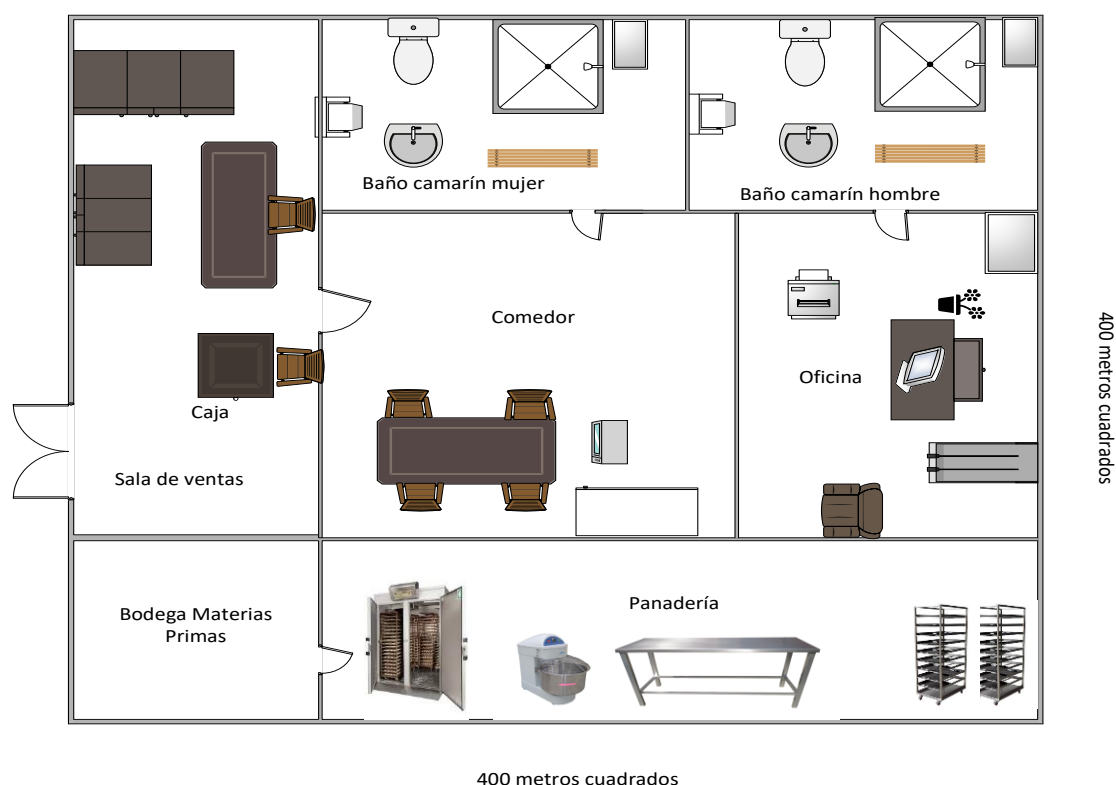 Baño camarín mujer
Baño camarín hombre
Comedor
Oficina
Caja
Sala de ventas
400 metros cuadrados
Bodega Materias
Primas
Panadería
400 metros cuadrados